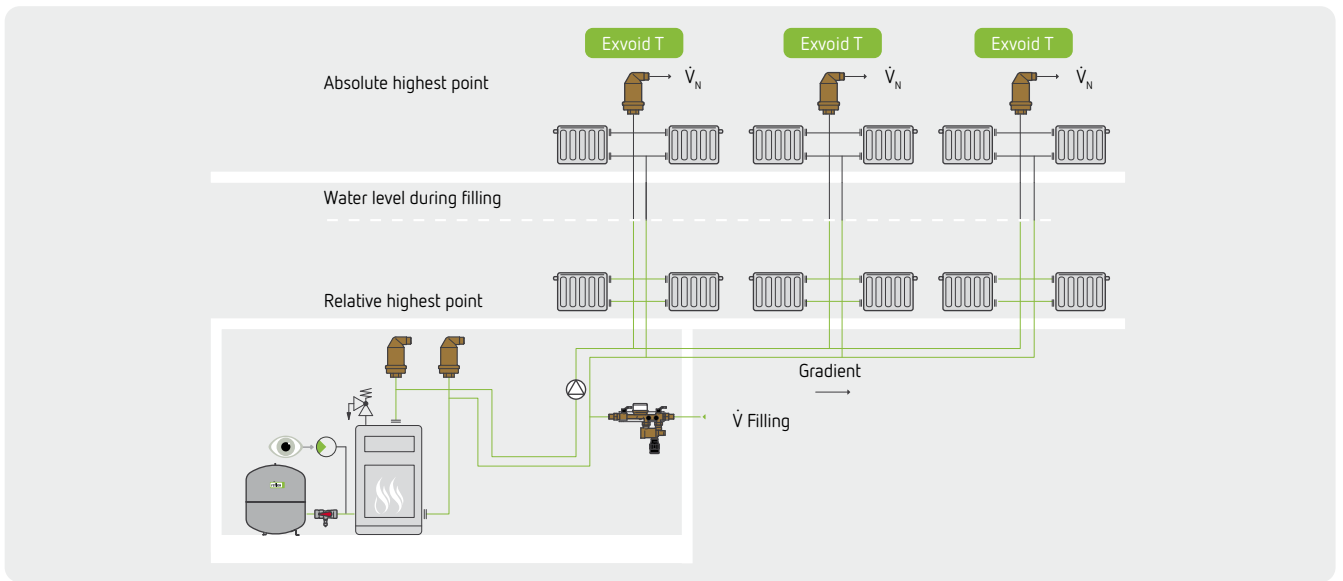 Exvoid T
Exvoid T
Exvoid T
Absolute highest point
V̇N
V̇N
V̇N
Water level during filling
Relative highest point
Gradient
V̇ Filling